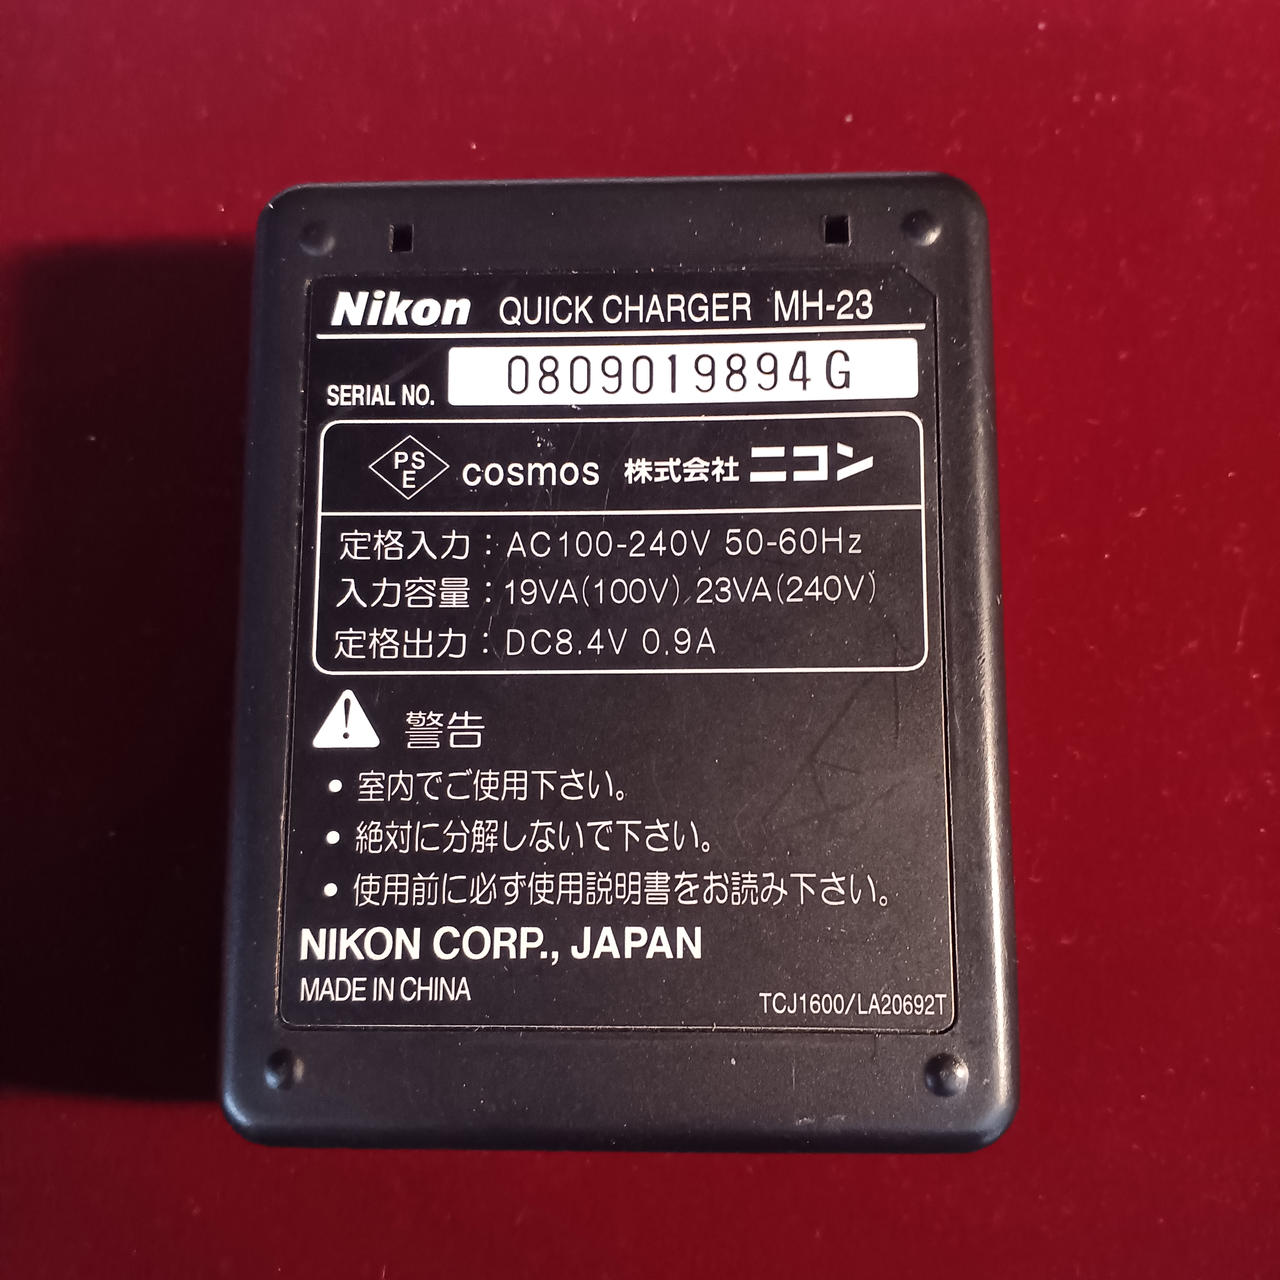 Nikon QUICK CHARGER MH-23
SERIAL NO. 0809019894G
PS E cosmos 株式会社 ニコン
定格入力：AC100-240V 50-60Hz
入力容量：19VA(100V), 23VA(240V)
定格出力：DC8.4V 0.9A
警告
• 室内でご使用下さい。
• 絶対に分解しないで下さい。
• 使用前に必ず使用説明書をお読み下さい。
NIKON CORP., JAPAN
MADE IN CHINA
TCJ1600/LA20692T